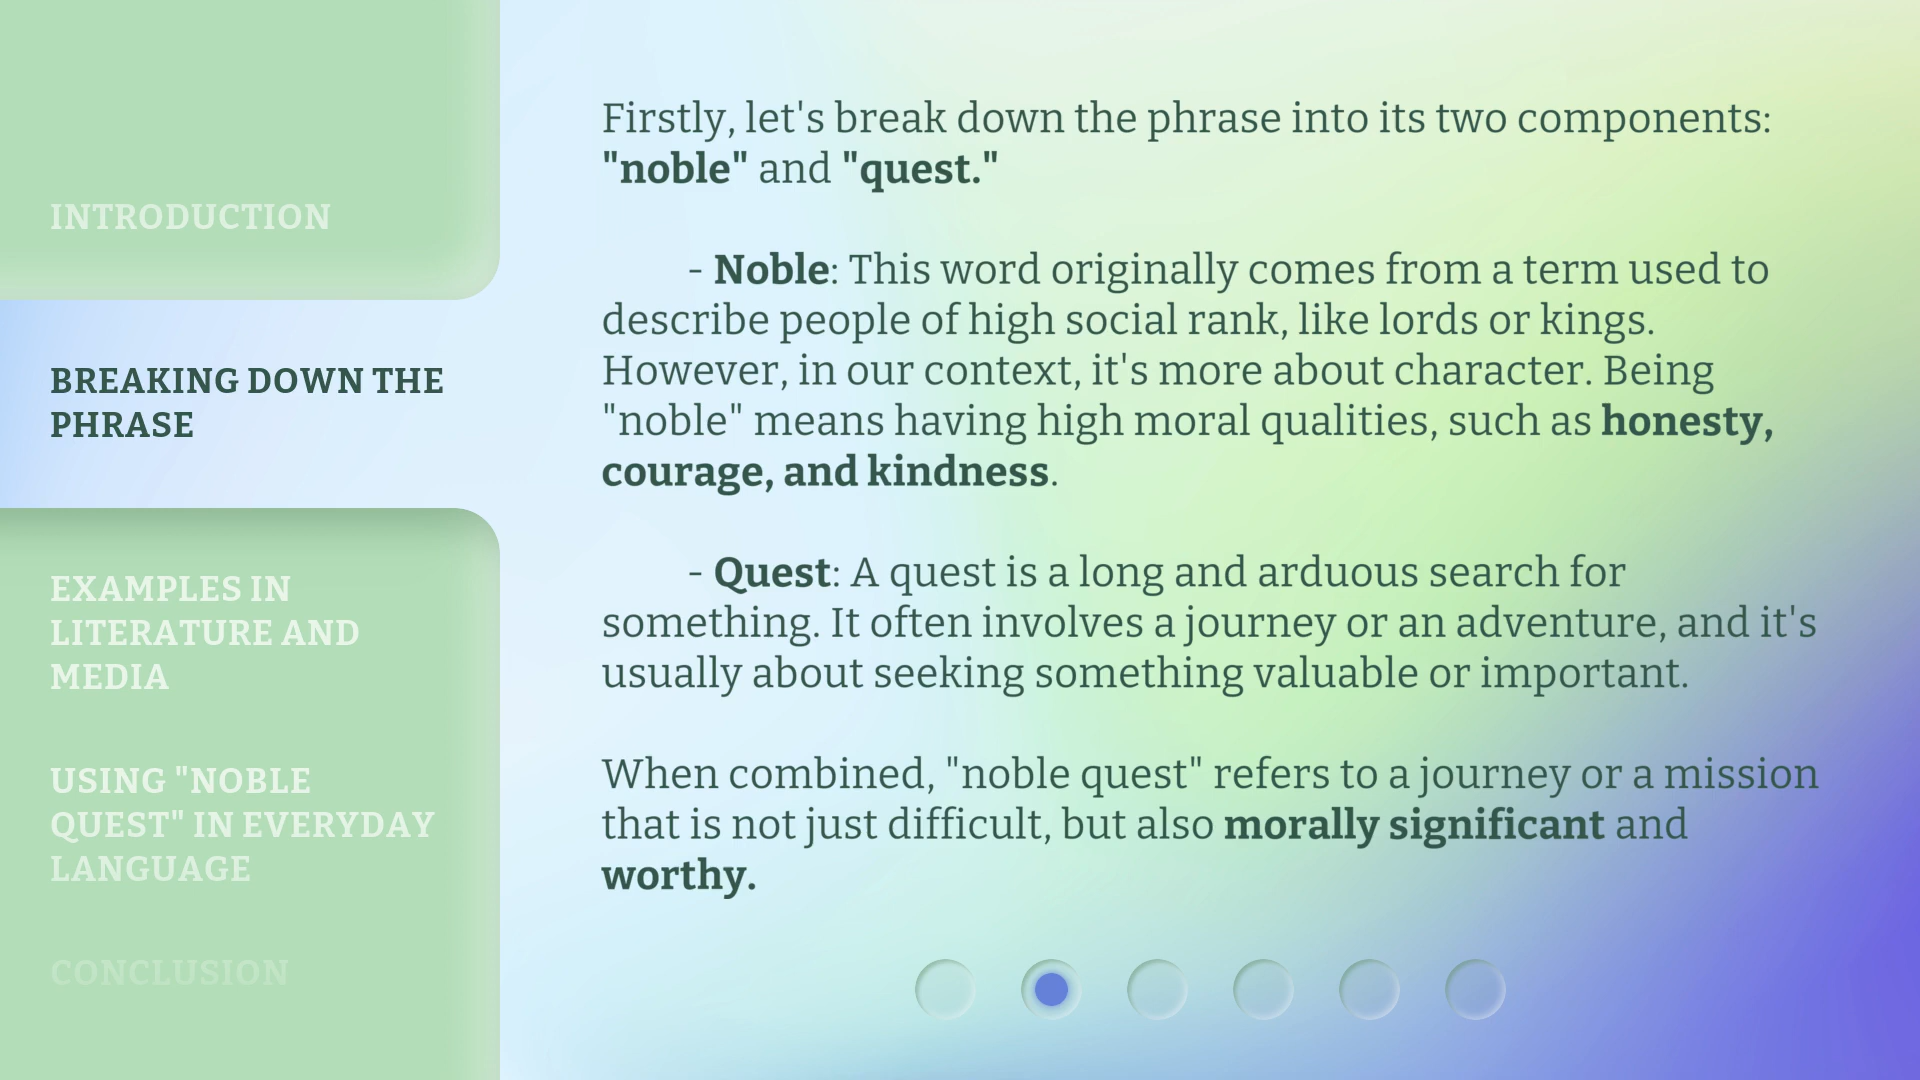 INTRODUCTION
BREAKING DOWN THE
PHRASE
EXAMPLES IN
LITERATURE AND
MEDIA
USING "NOBLE
QUEST" IN EVERYDAY
LANGUAGE
CONCLUSION
Firstly, let's break down the phrase into its two components:
"noble" and "quest."
- Noble: This word originally comes from a term used to
describe people of high social rank, like lords or kings.
However, in our context, it's more about character. Being
"noble" means having high moral qualities, such as honesty,
courage, and kindness.
- Quest: A quest is a long and arduous search for
something. It often involves a journey or an adventure, and it's
usually about seeking something valuable or important.
When combined, "noble quest" refers to a journey or a mission
that is not just difficult, but also morally significant and
worthy.